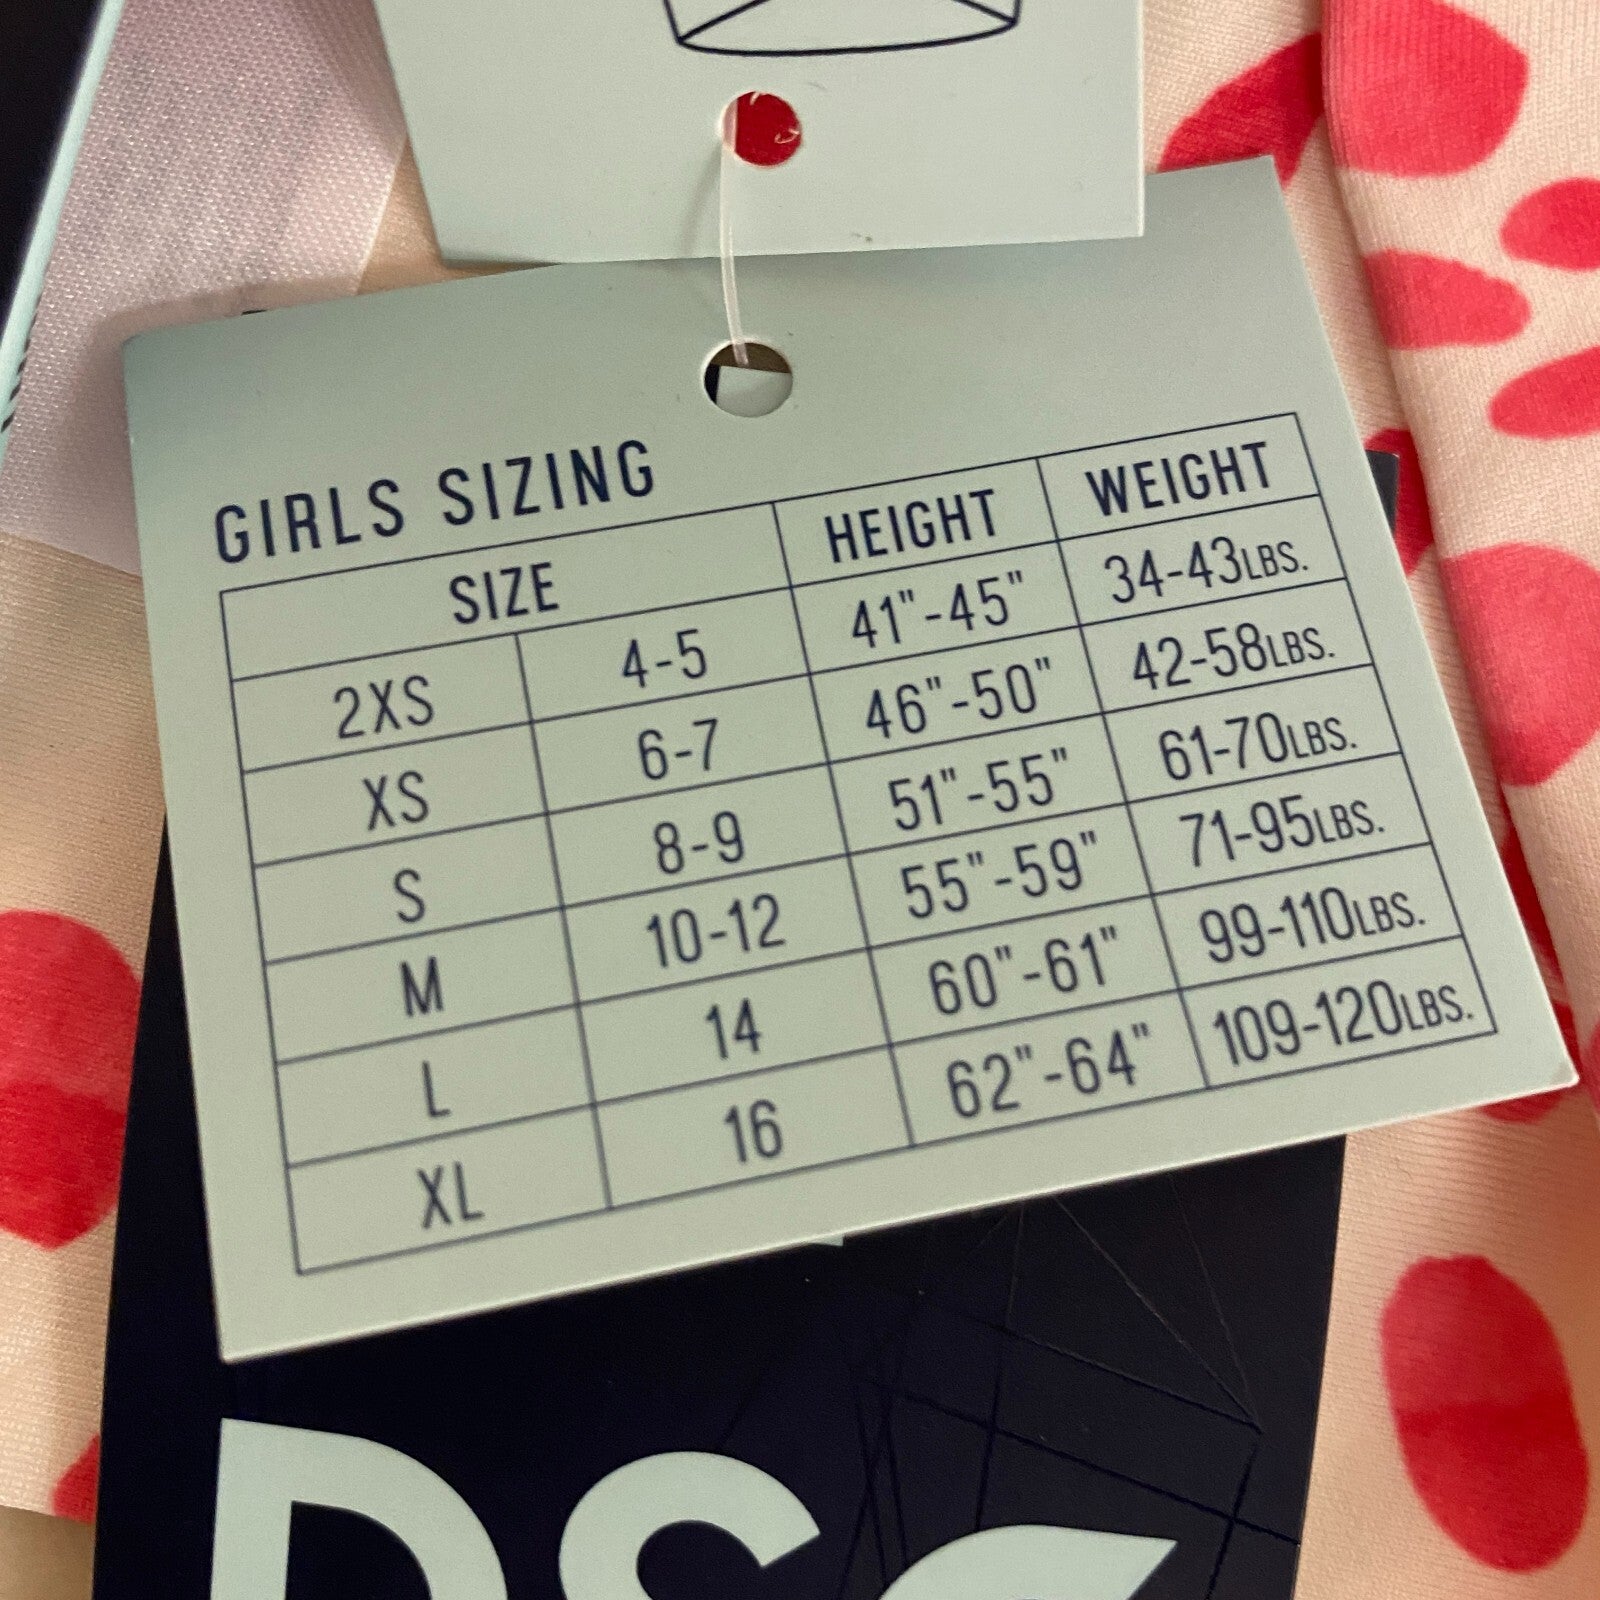 GIRLS SIZING
SIZE HEIGHT WEIGHT
2XS 4-5 41"-45" 34-43LBS.
XS 6-7 46"-50" 42-58LBS.
S 8-9 51"-55" 61-70LBS.
M 10-12 55"-59" 71-95LBS.
L 14 60"-61" 99-110LBS.
XL 16 62"-64" 109-120LBS.
DSG